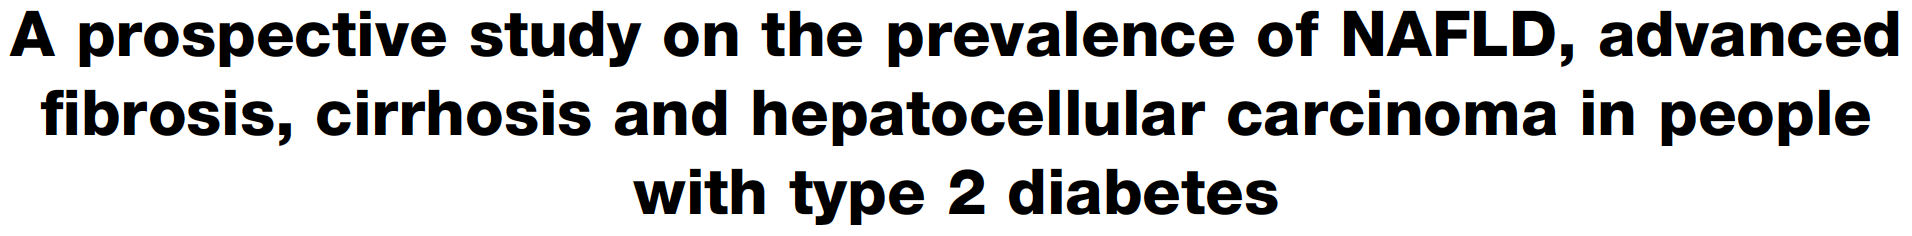 A prospective study on the prevalence of NAFLD, advanced
fibrosis, cirrhosis and hepatocellular carcinoma in people
with type 2 diabetes